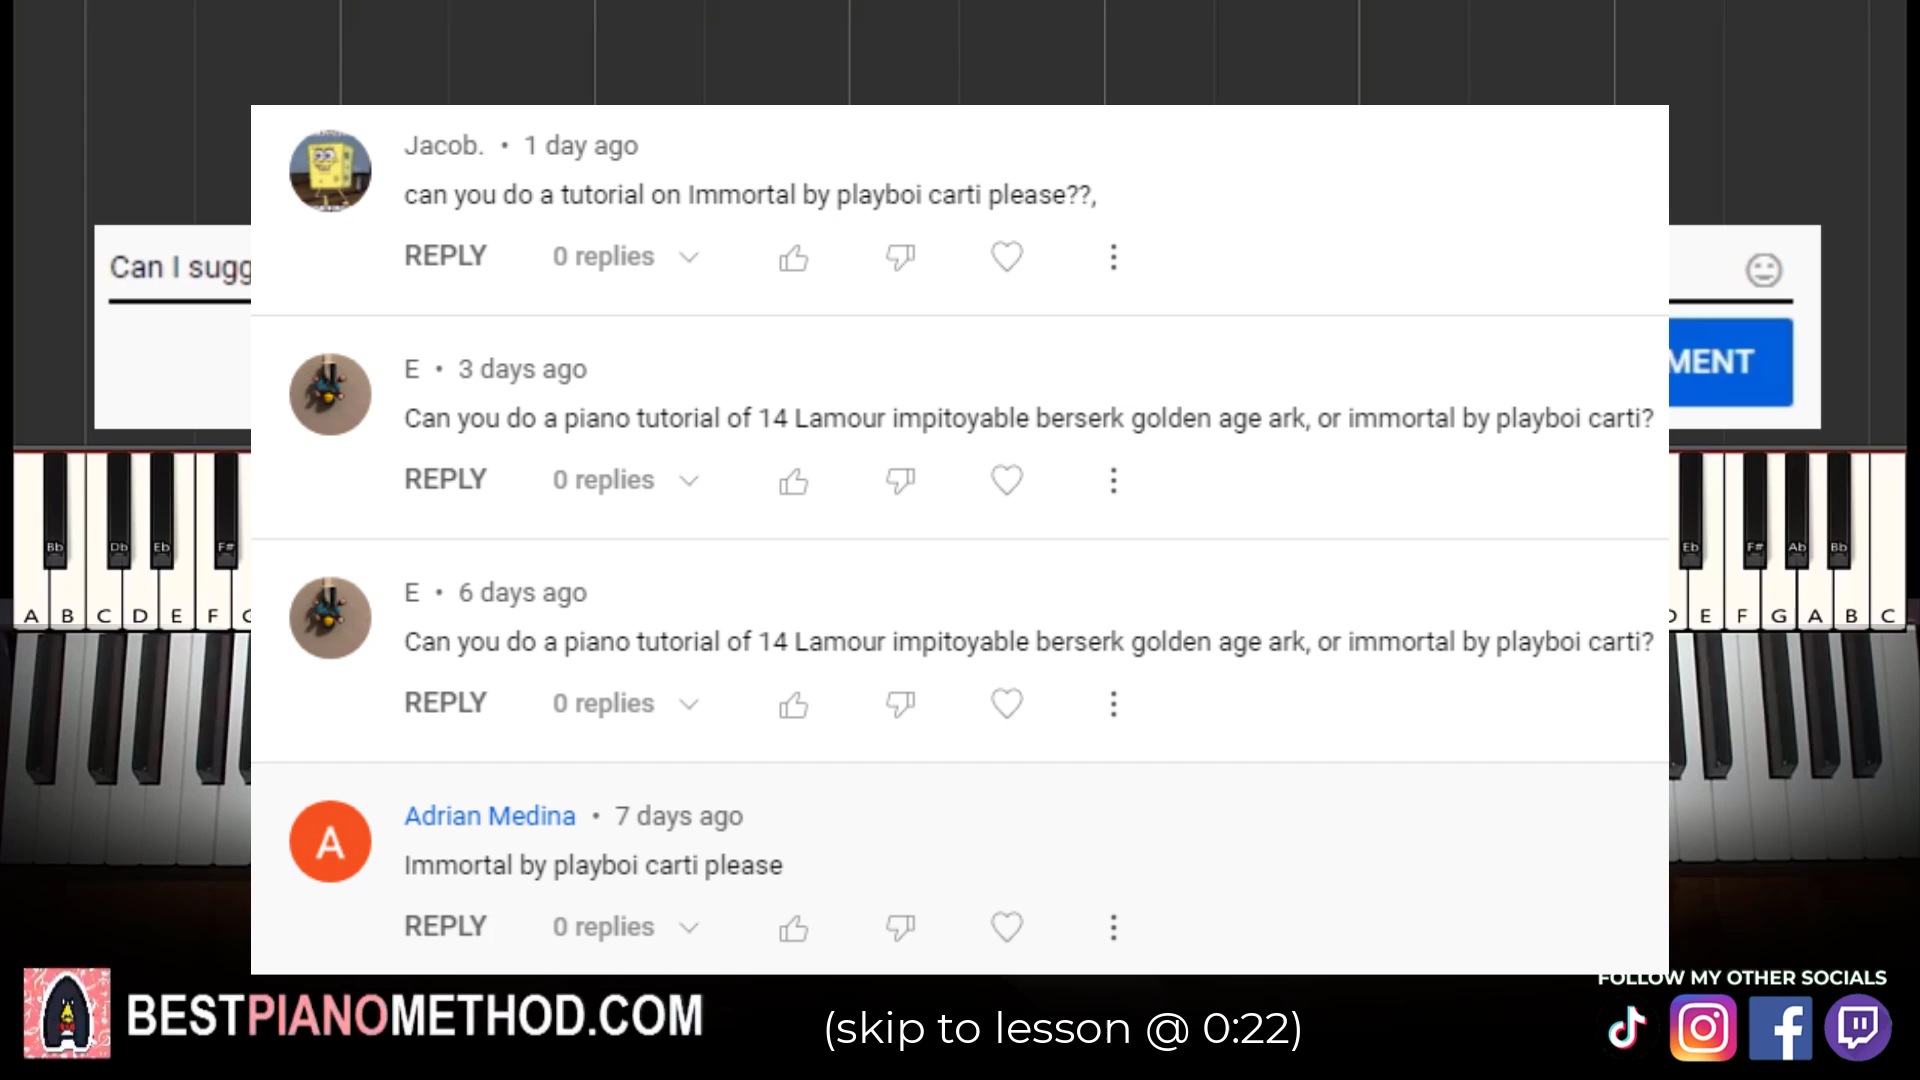 Jacob. • 1 day ago
can you do a tutorial on Immortal by playboi carti please??,
REPLY 0 replies
Can I sugg
E • 3 days ago
Can you do a piano tutorial of 14 Lamour impitoyable berserk golden age ark, or immortal by playboi carti?
REPLY 0 replies
MENT
E • 6 days ago
Can you do a piano tutorial of 14 Lamour impitoyable berserk golden age ark, or immortal by playboi carti?
REPLY 0 replies
Bb Db Eb F# Eb F# Ab Bb
A B C D E F E F G A B C
A
Adrian Medina • 7 days ago
Immortal by playboi carti please
REPLY 0 replies
BESTPIANOMETHOD.COM
(skip to lesson @ 0:22)
FOLLOW MY OTHER SOCIALS